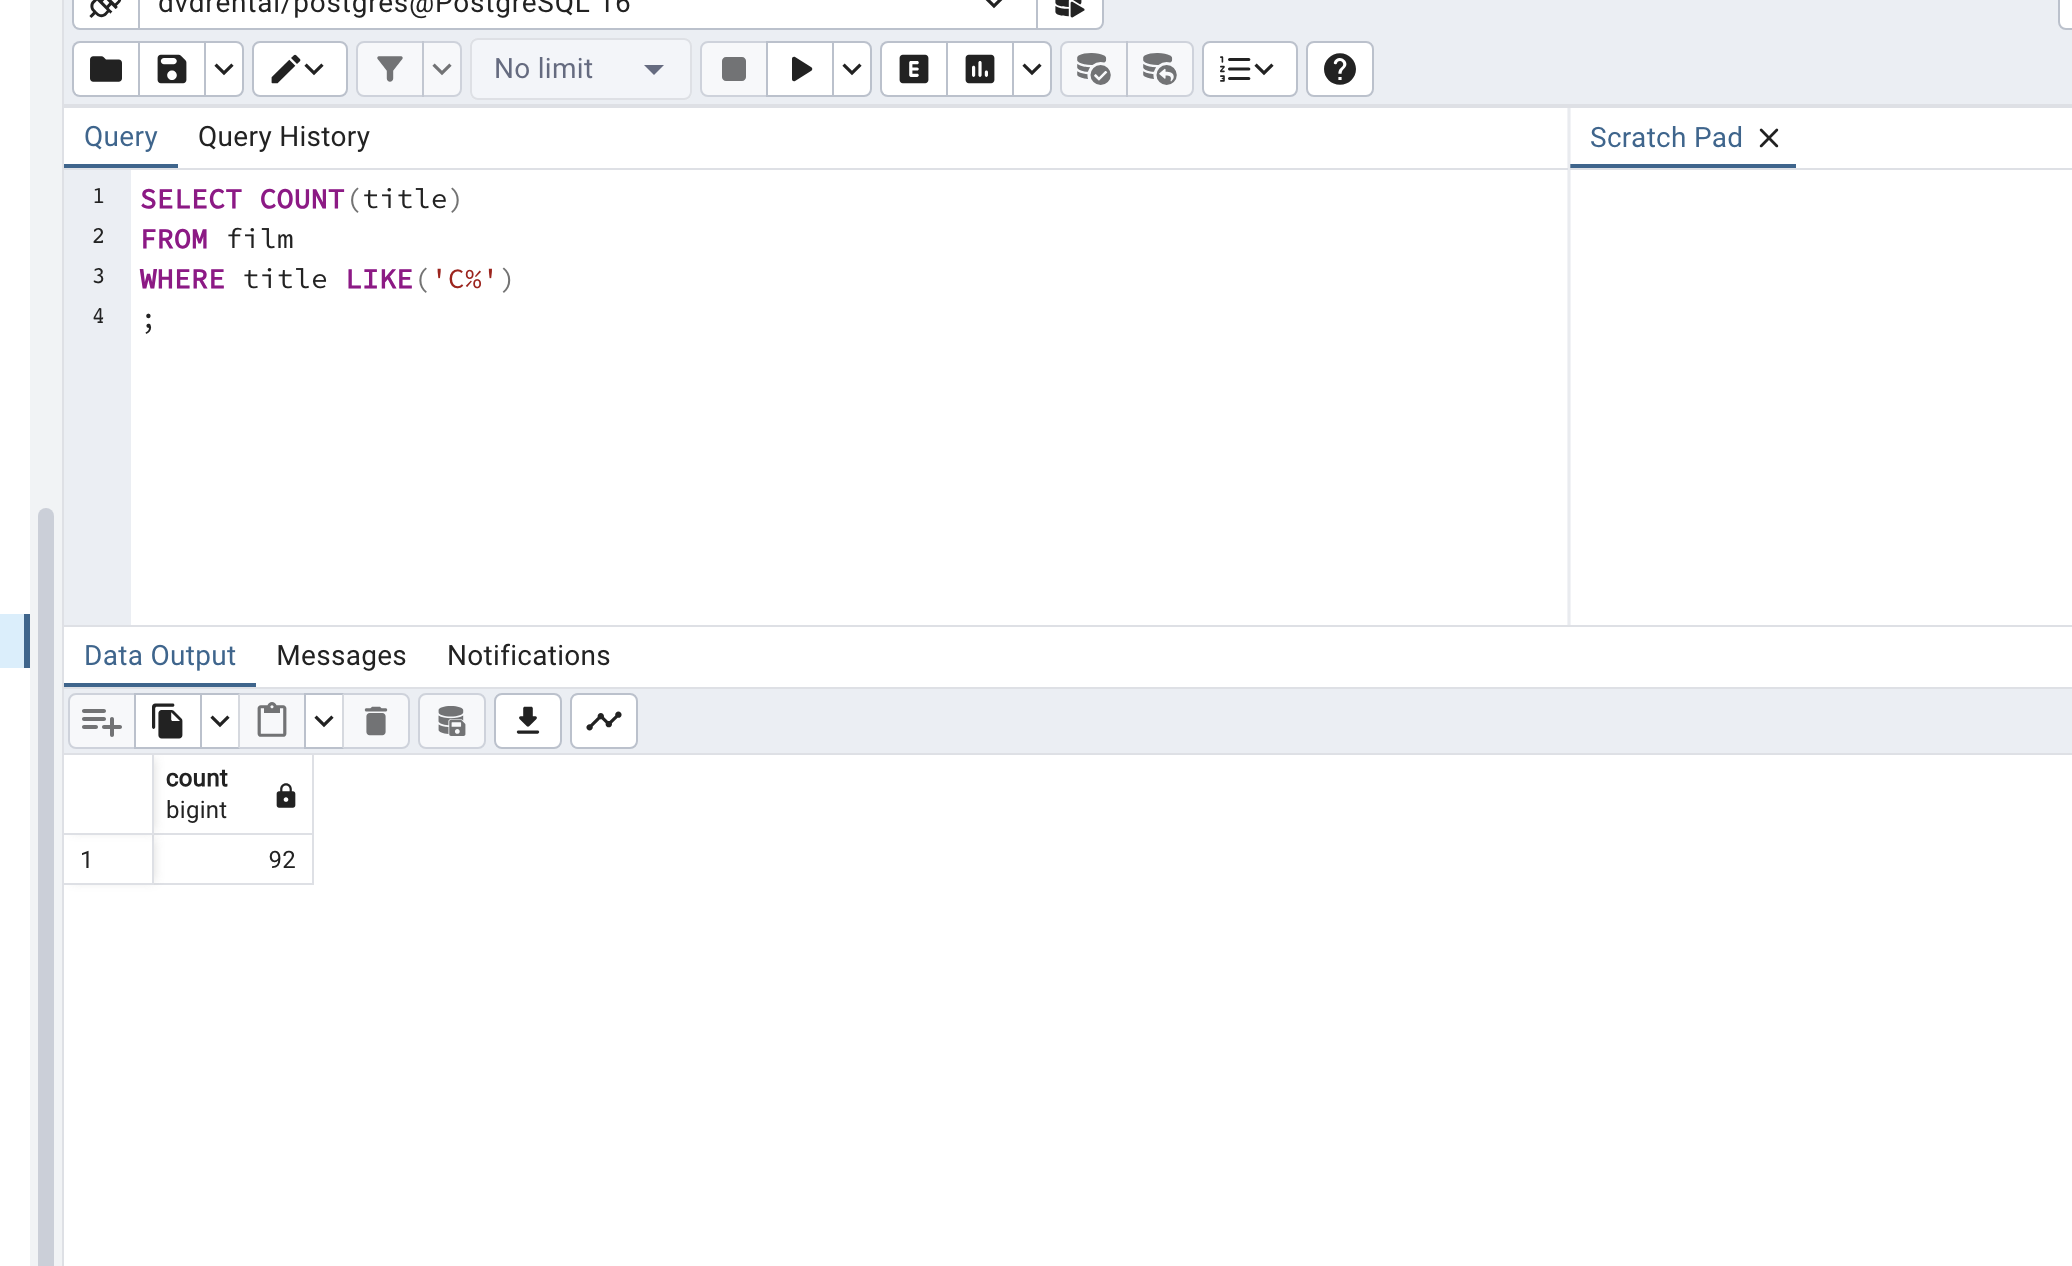 dvdrental/postgres@PostgreSQL 16
No limit
E
Query
Query History
Scratch Pad
1 SELECT COUNT(title)
2 FROM film
3 WHERE title LIKE('C%')
4 ;
Data Output
Messages
Notifications
count
bigint
1 92